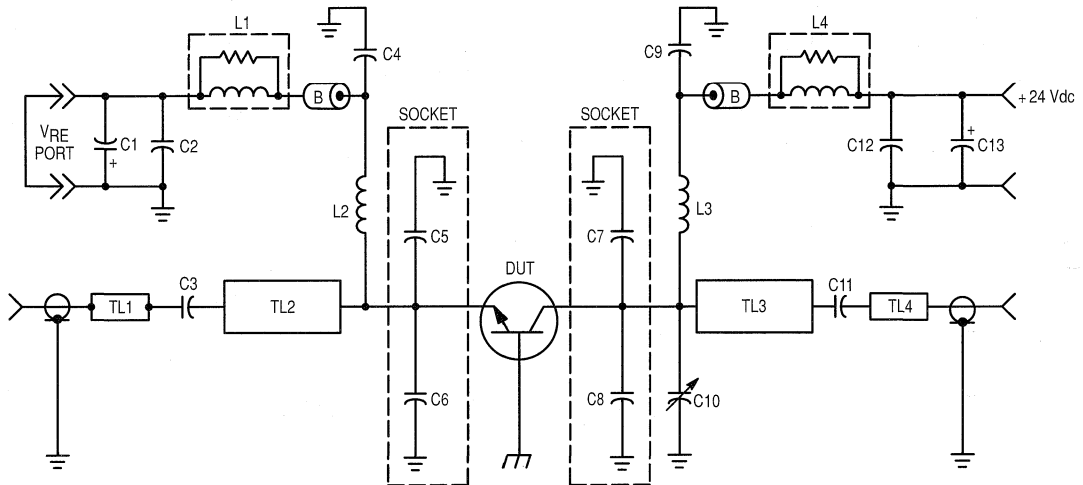 L1
C4
B
V RE
PORT
C1
+
C2
SOCKET
L2
C5
C3
TL1
TL2
C6
DUT
SOCKET
C7
C8
C9
L4
B
+ 24 Vdc
C12
+
C13
L3
TL3
C11
TL4
C10